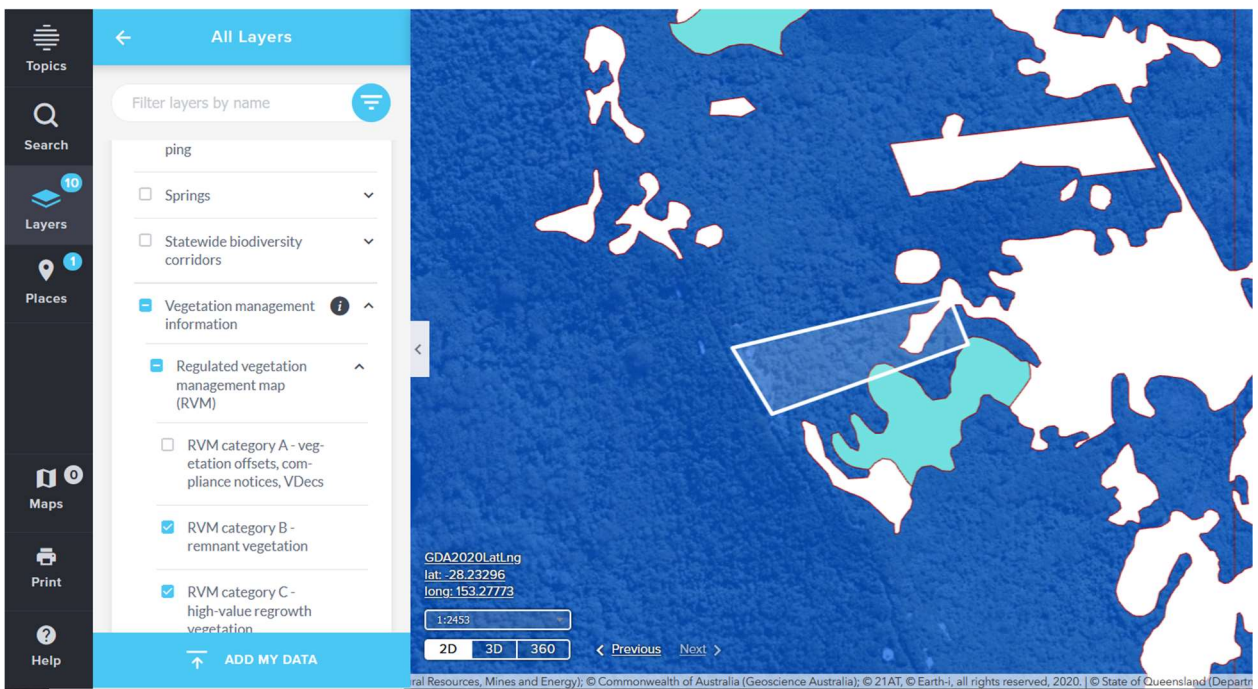 Topics
Search
10
Layers
1
Places
0
Maps
Print
Help
All Layers
Filter layers by name
ping
Springs
Statewide biodiversity
corridors
Vegetation management
information
i
Regulated vegetation
management map
(RVM)
RVM category A - veg-
etation offsets, com-
pliance notices, VDecs
RVM category B -
remnant vegetation
RVM category C -
high-value regrowth
vegetation
ADD MY DATA
GDA2020LatLng
lat: -28.23296
long: 153.27773
1:2453
2D 3D 360 Previous Next
ral Resources, Mines and Energy); © Commonwealth of Australia (Geoscience Australia); © 21AT, © Earth-i, all rights reserved, 2020. | © State of Queensland (Departm